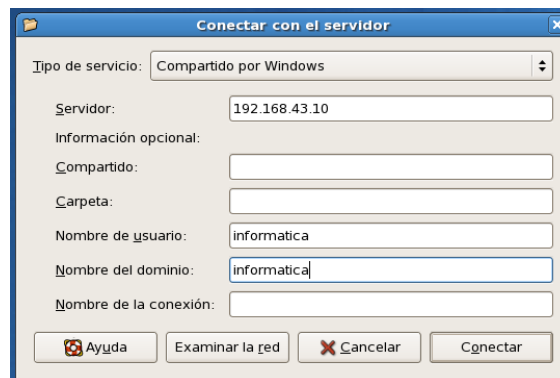 Conectar con el servidor
Tipo de servicio: Compartido por Windows
Servidor: 192.168.43.10
Información opcional:
Compartido:
Carpeta:
Nombre de usuario: informatica
Nombre del dominio: informatica
Nombre de la conexión:
Ayuda Examinar la red Cancelar Conectar